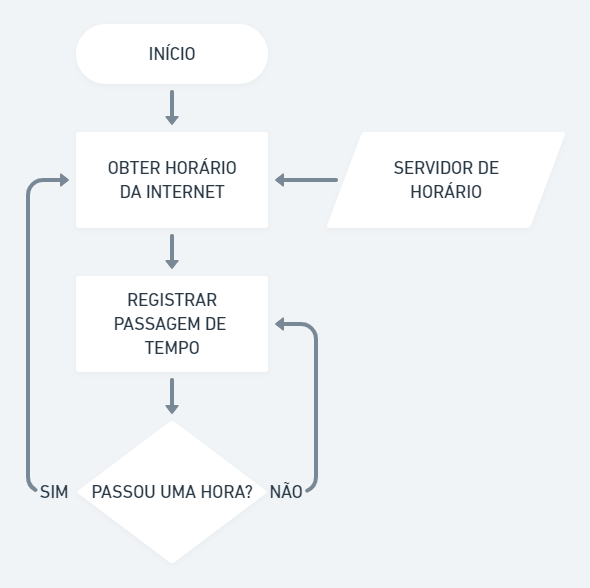 INÍCIO
OBTER HORÁRIO
DA INTERNET
SERVIDOR DE
HORÁRIO
REGISTRAR
PASSAGEM DE
TEMPO
SIM
PASSOU UMA HORA?
NÃO